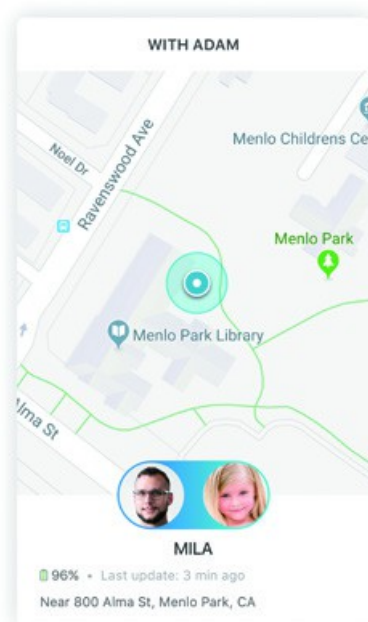 WITH ADAM
Menlo Childrens Ce
Noel Dr
Ravenswood Ave
Menlo Park
Menlo Park Library
Alma St
MILA
96% • Last update: 3 min ago
Near 800 Alma St, Menlo Park, CA